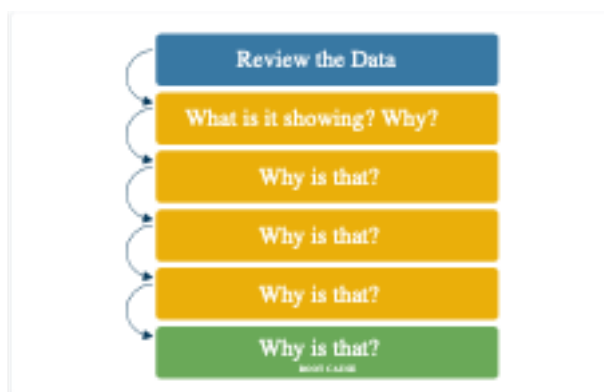 Review the Data
What is it showing? Why?
Why is that?
Why is that?
Why is that?
Why is that?
ROOT CAUSE